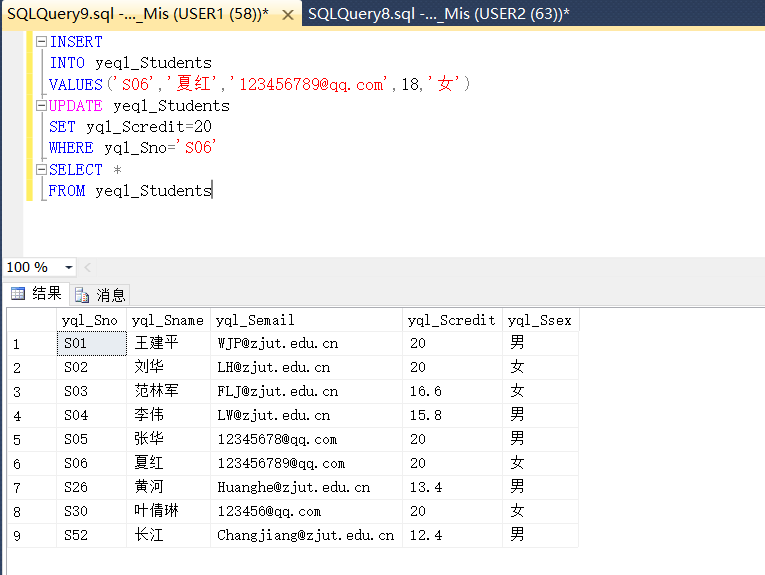 SQLQuery9.sql -..._Mis (USER1 (58))* × SQLQuery8.sql -..._Mis (USER2 (63))*
INSERT
INTO yeql_Students
VALUES('S06','夏红','123456789@qq.com',18,'女')
UPDATE yeql_Students
SET yql_Scredit=20
WHERE yql_Sno='S06'
SELECT *
FROM yeql_Students
100 %
结果 消息
yql_Sno yql_Sname yql_Semail yql_Scredit yql_Ssex
1 S01 王建平 WJP@zjut.edu.cn 20 男
2 S02 刘华 LH@zjut.edu.cn 20 女
3 S03 范林军 FLJ@zjut.edu.cn 16.6 女
4 S04 李伟 LW@zjut.edu.cn 15.8 男
5 S05 张华 12345678@qq.com 20 男
6 S06 夏红 123456789@qq.com 20 女
7 S26 黄河 Huanghe@zjut.edu.cn 13.4 男
8 S30 叶倩琳 123456@qq.com 20 女
9 S52 长江 Changjiang@zjut.edu.cn 12.4 男